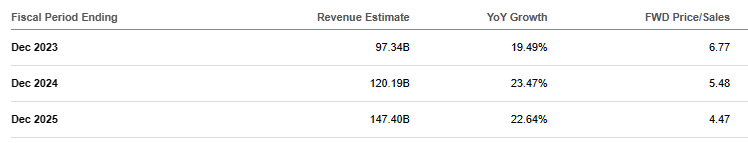 Fiscal Period Ending Revenue Estimate YoY Growth FWD Price/Sales
Dec 2023 97.34B 19.49% 6.77
Dec 2024 120.19B 23.47% 5.48
Dec 2025 147.40B 22.64% 4.47